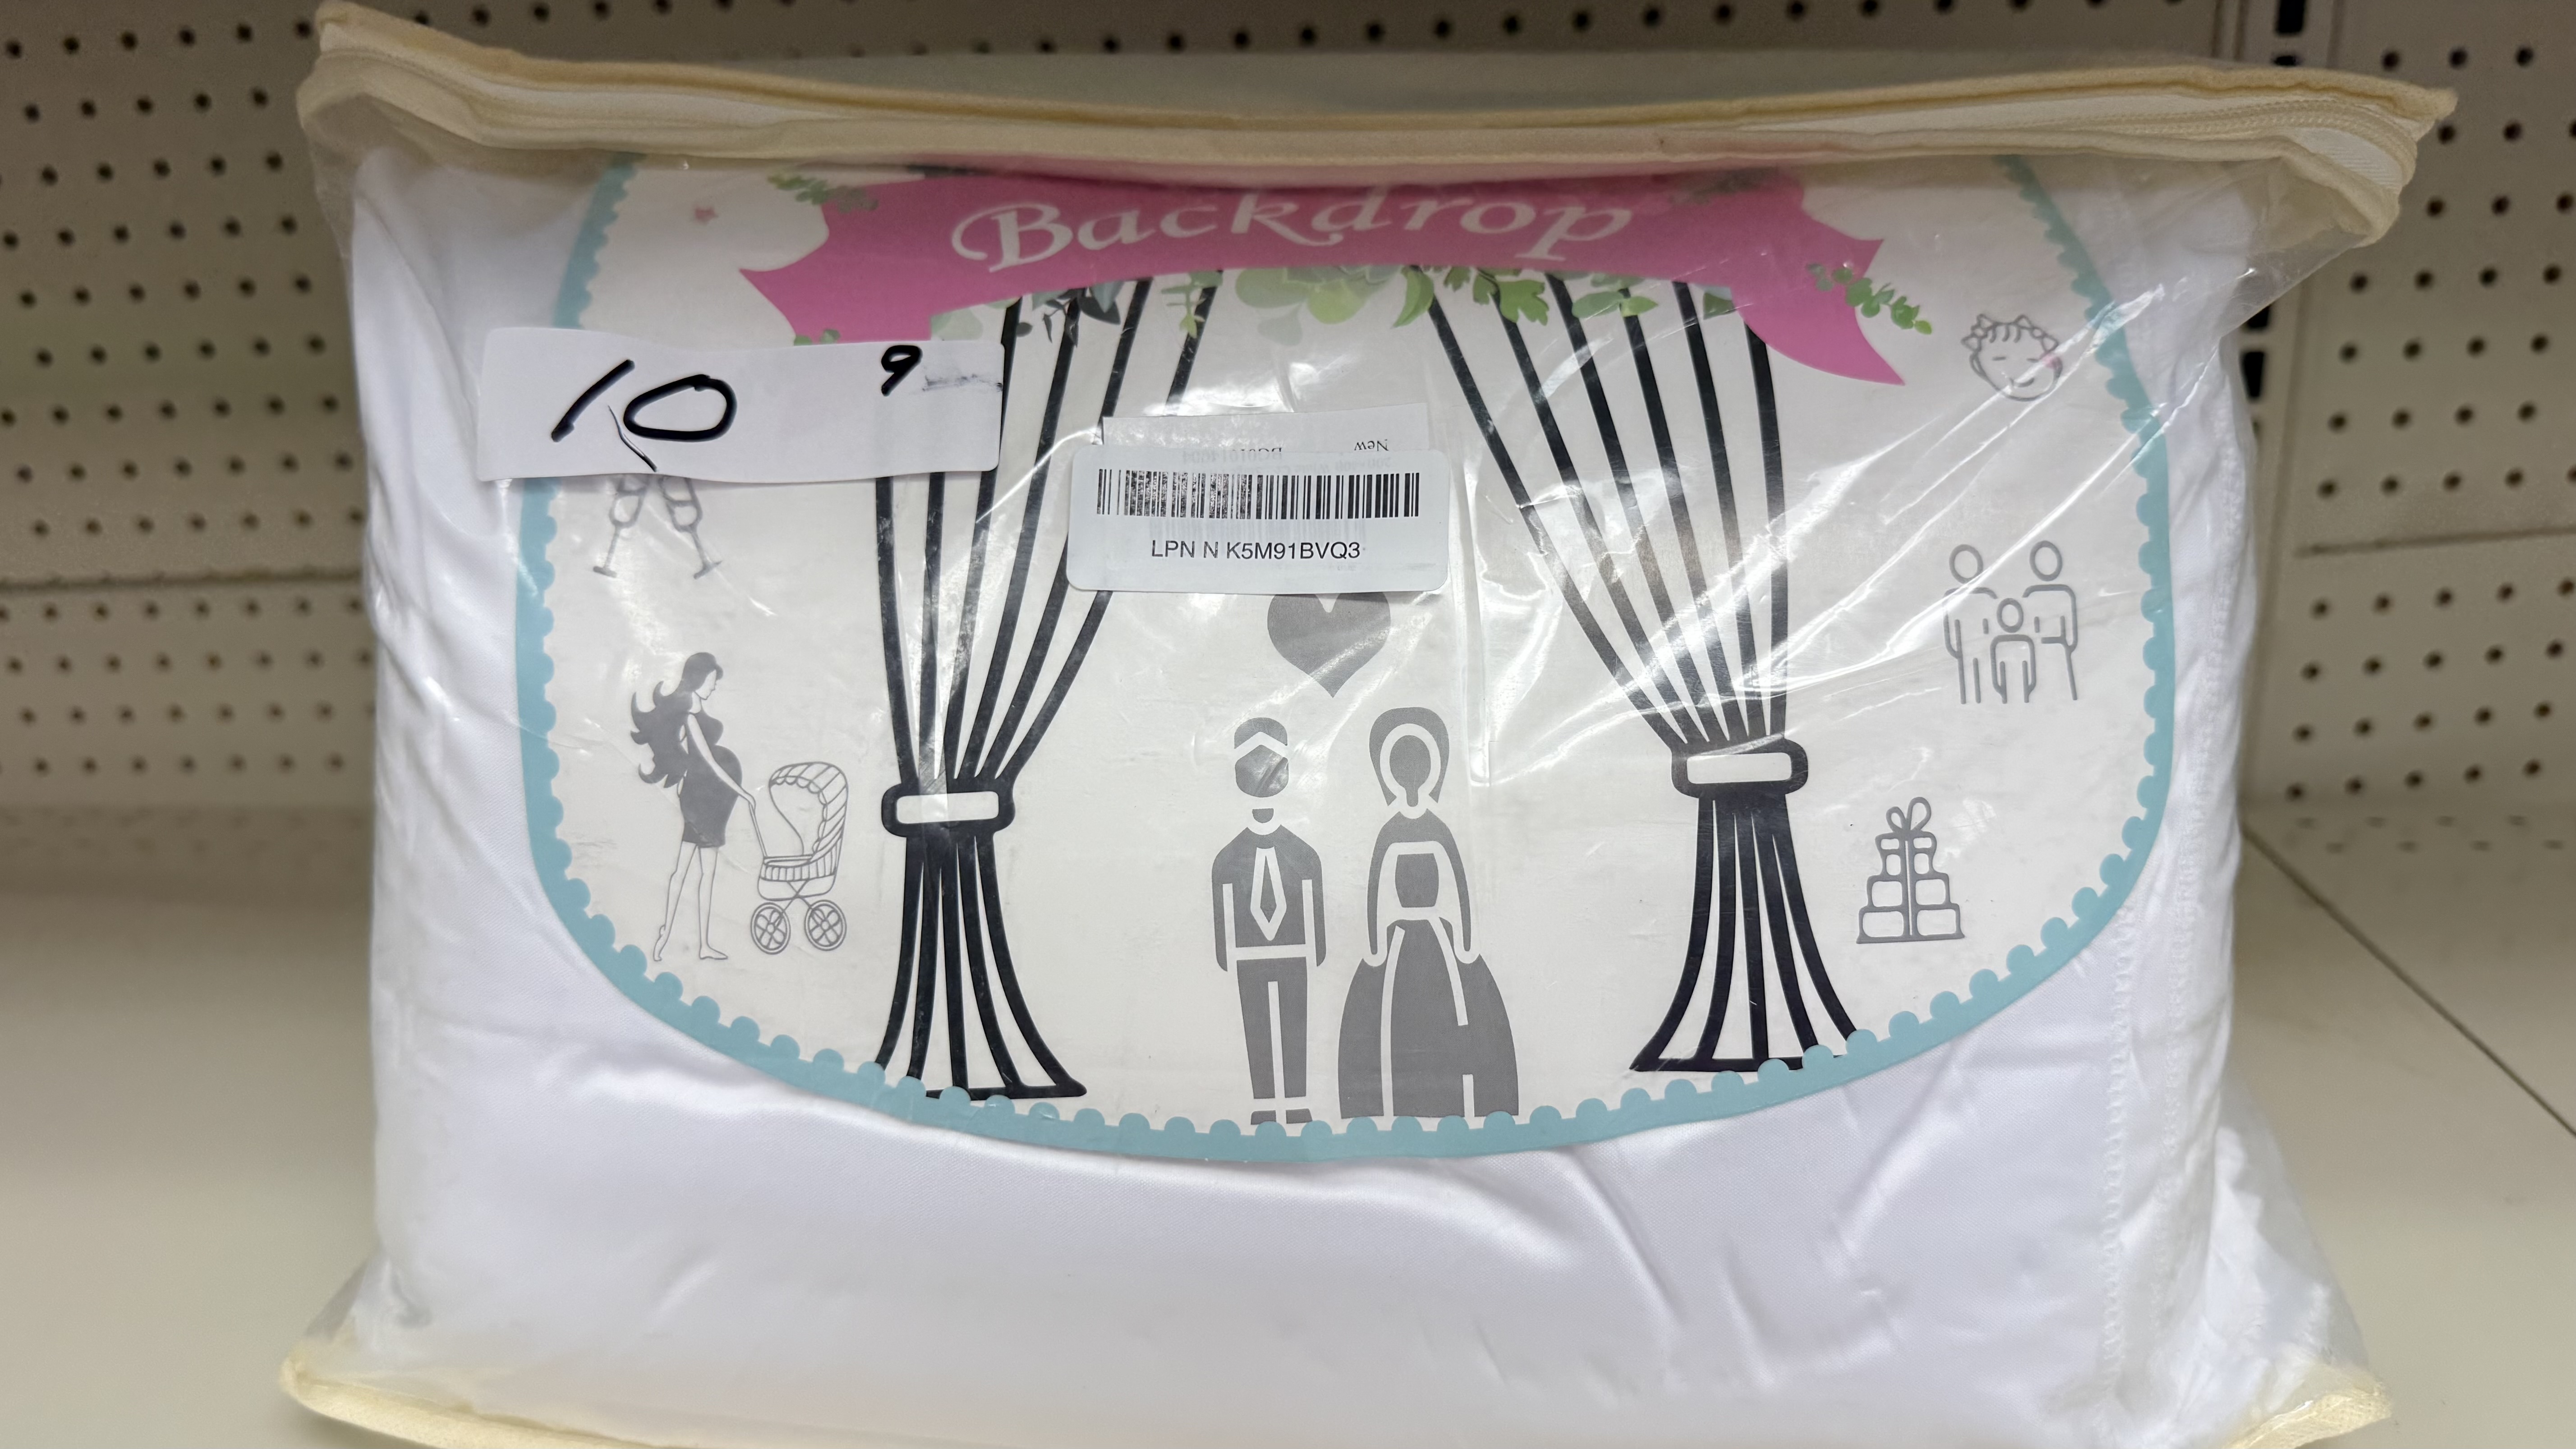 Backdrop
10 9
New
LPN N K5M91BVQ3